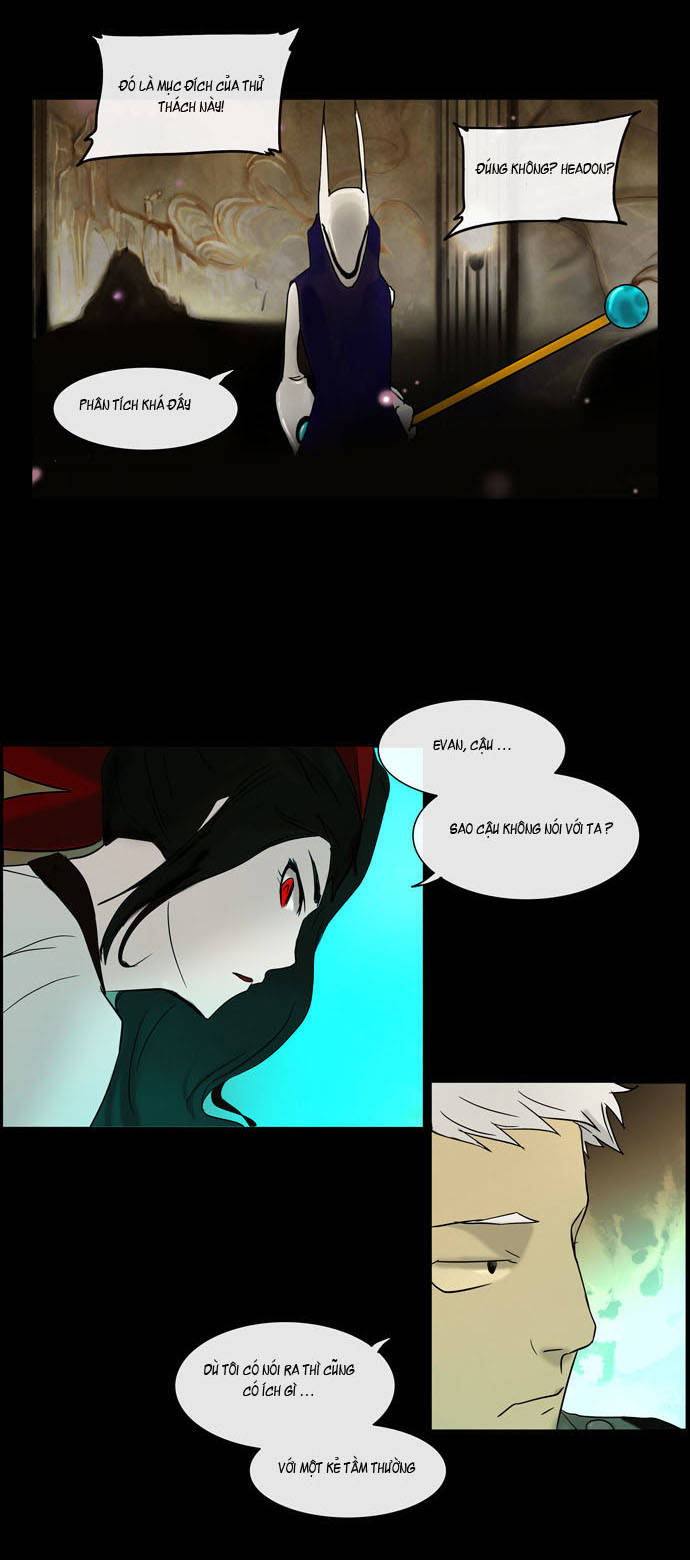 ĐÓ LÀ MỤC ĐÍCH CỦA THỬ
THÁCH NÀY!
ĐÚNG KHÔNG? HEADON?
PHÂN TÍCH KHÁ ĐẤY
EVAN, CẬU ...
SAO CẬU KHÔNG NÓI VỚI TA?
DÙ TÔI CÓ NÓI RA THÌ CŨNG
CÓ ÍCH GÌ ...
VỚI MỘT KẺ TẦM THƯỜNG